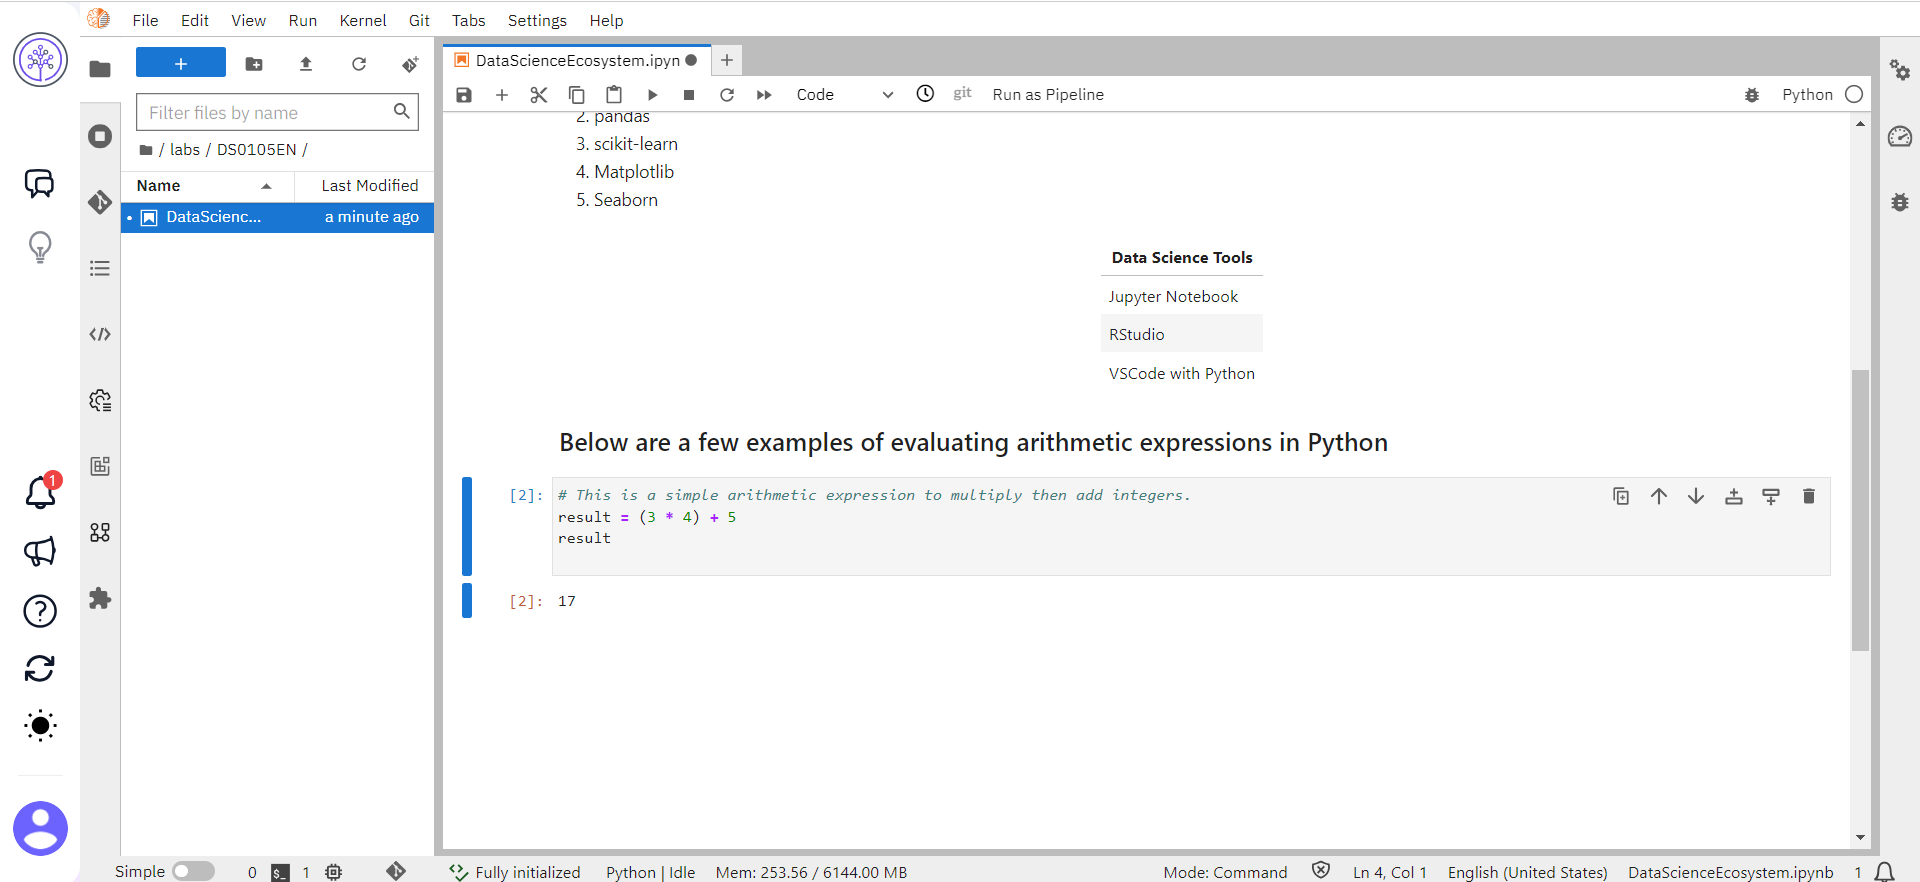 File Edit View Run Kernel Git Tabs Settings Help
Filter files by name
/ labs / DS0105EN /
Name Last Modified
DataScienc... a minute ago
DataScienceEcosystem.ipyn
Code git Run as Pipeline Python
2. pandas
3. scikit-learn
4. Matplotlib
5. Seaborn
Data Science Tools
Jupyter Notebook
RStudio
VSCode with Python
Below are a few examples of evaluating arithmetic expressions in Python
[2]: # This is a simple arithmetic expression to multiply then add integers.
result = (3 * 4) + 5
result
[2]: 17
1
Simple 0 $_ 1 Fully initialized Python | Idle Mem: 253.56 / 6144.00 MB Mode: Command Ln 4, Col 1 English (United States) DataScienceEcosystem.ipynb 1